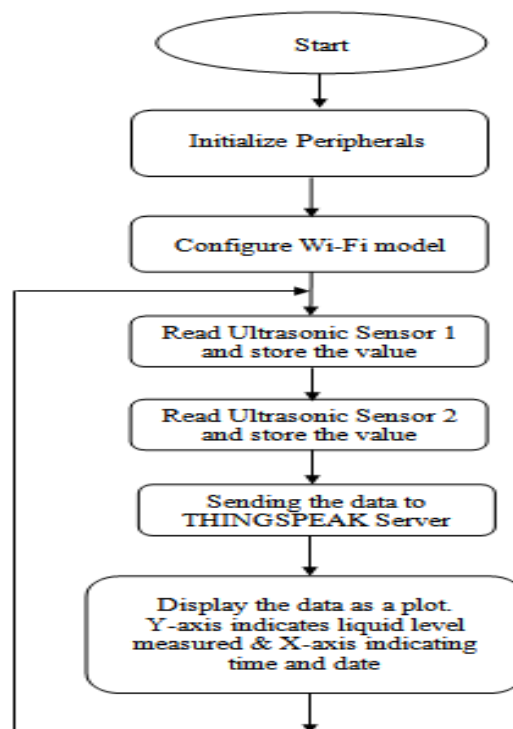 Start
Initialize Peripherals
Configure Wi-Fi model
Read Ultrasonic Sensor 1
and store the value
Read Ultrasonic Sensor 2
and store the value
Sending the data to
THINGSPEAK Server
Display the data as a plot.
Y-axis indicates liquid level
measured & X-axis indicating
time and date